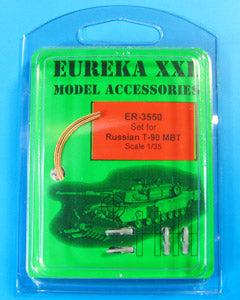 EUREKA XXL
MODEL ACCESSORIES
ER-3550
Set for
Russian T-90 MBT
Scale 1/35